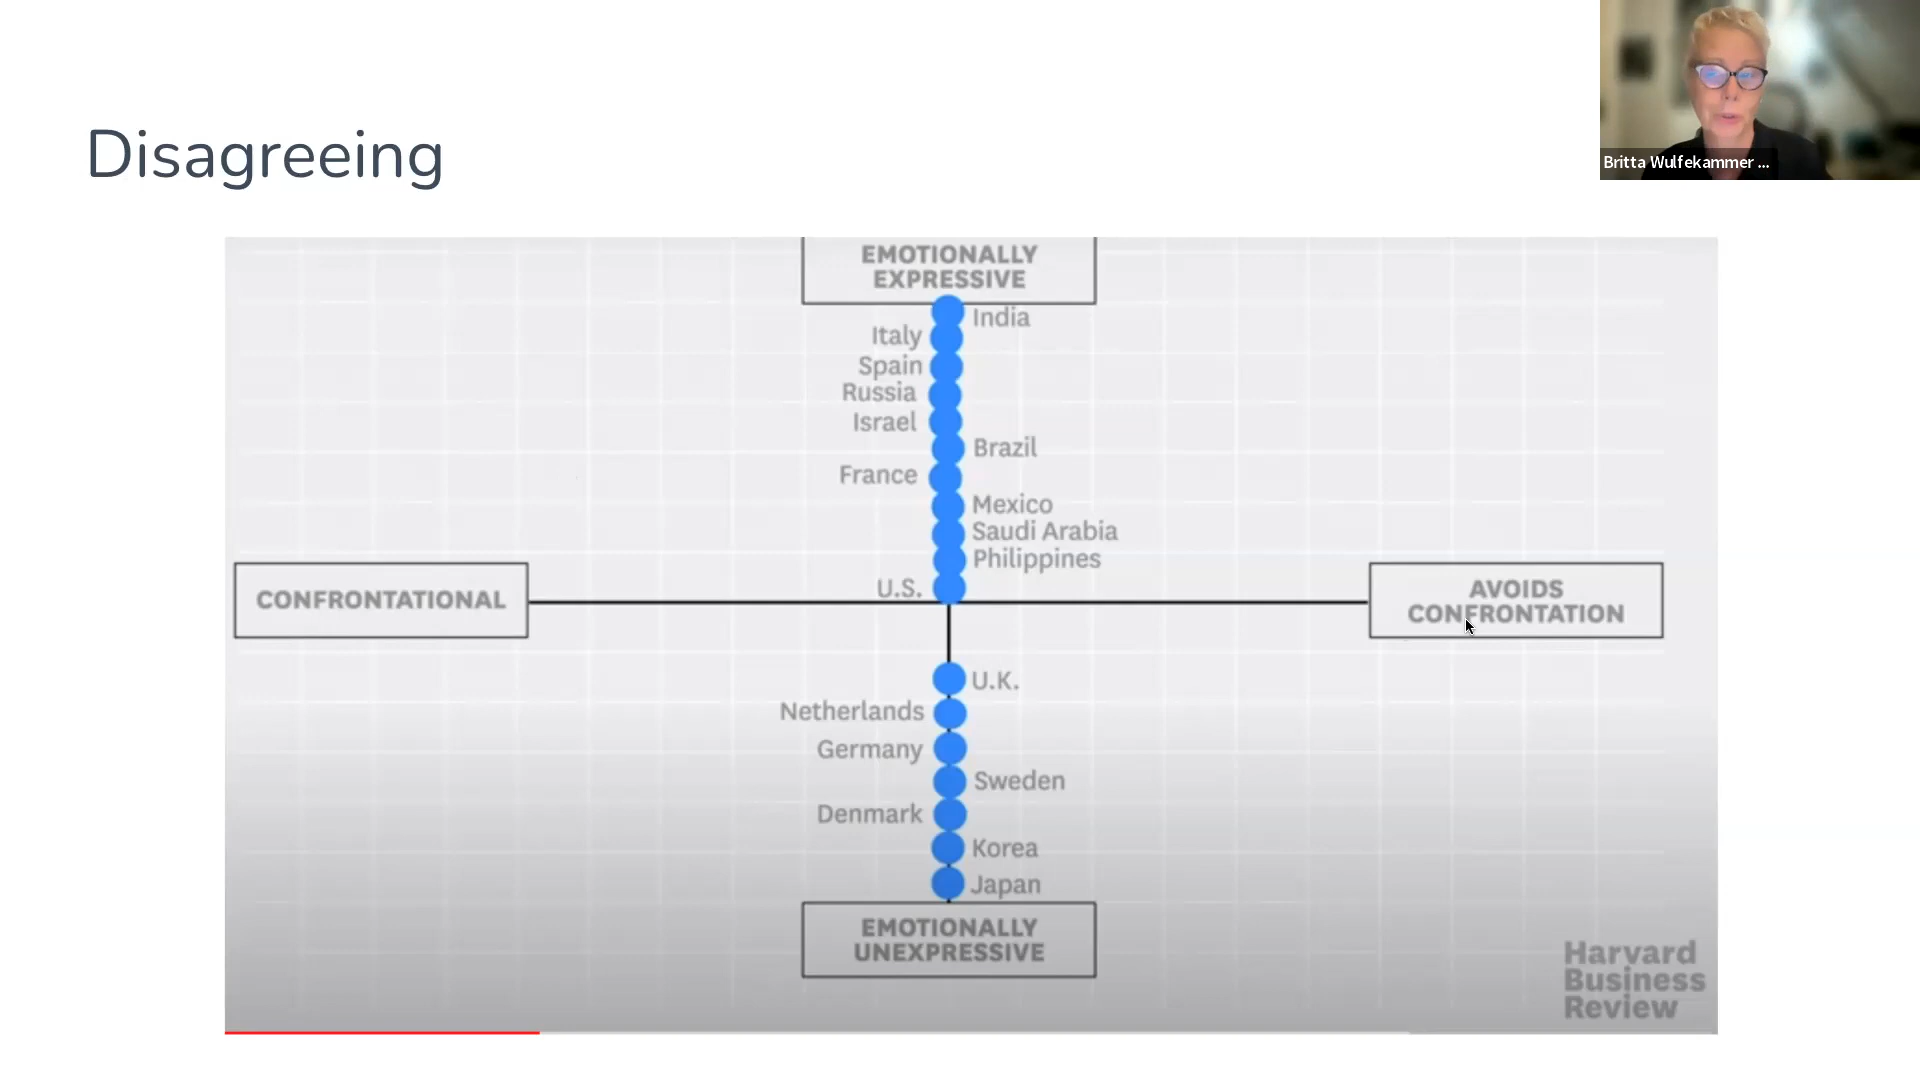 Disagreeing
Britta Wulfekammer ...
EMOTIONALLY
EXPRESSIVE
India
Italy
Spain
Russia
Israel
Brazil
France
Mexico
Saudi Arabia
Philippines
U.S.
CONFRONTATIONAL
AVOIDS
CONFRONTATION
U.K.
Netherlands
Germany
Sweden
Denmark
Korea
Japan
EMOTIONALLY
UNEXPRESSIVE
Harvard
Business
Review